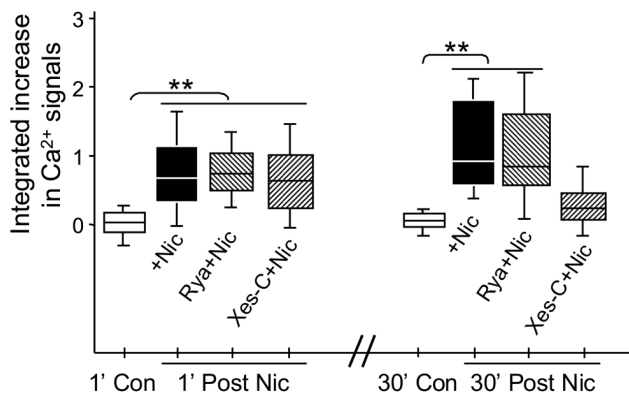 Integrated increase
in Ca²⁺ signals
3
2
1
0
**
**
+Nic
Rya+Nic
Xes-C+Nic
+Nic
Rya+Nic
Xes-C+Nic
1' Con
1' Post Nic
30' Con
30' Post Nic